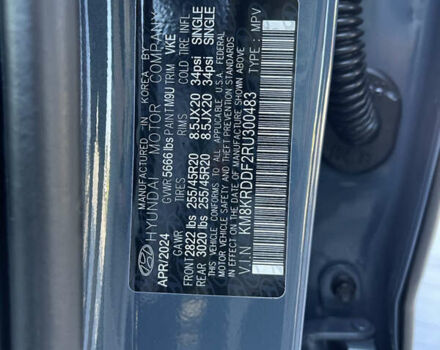 MANUFACTURED IN KOREA BY
HYUNDAI MOTOR COMPANY
APR/2024 GVWR 5666 lbs PAINT M9U TRIM VKE
GAWR TIRES RIMS COLD TIRE INFL.
FRONT 2822 lbs 255/45R20 8.5JX20 34psi SINGLE
REAR 3020 lbs 255/45R20 8.5JX20 34psi SINGLE
THIS VEHICLE CONFORMS TO ALL APPLICABLE U.S.A. FEDERAL
MOTOR VEHICLE SAFETY AND THEFT PREVENTION STANDARDS
IN EFFECT ON THE DATE OF MANUFACTURE SHOWN ABOVE
V.I.N: KM8KRDDF2RU300483 TYPE: MPV